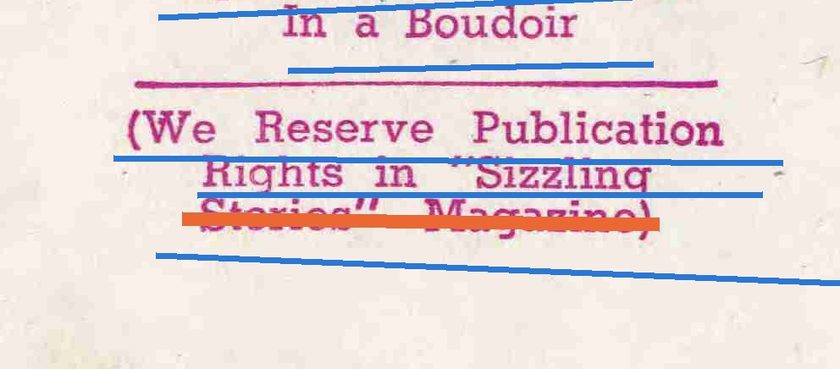 In a Boudoir
(We Reserve Publication
Rights in "Sizzling
Stories" Magazine)